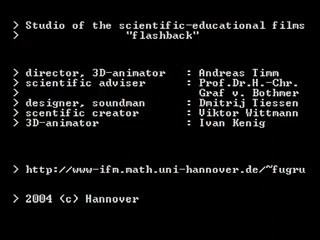 > Studio of the scientific-educational films
> "flashback"
> director, 3D-animator : Andreas Timm
> scientific adviser : Prof.Dr.H.-Chr.
> Graf v. Bothmer
> designer, soundman : Dmitrij Tiessen
> scentific creator : Viktor Wittmann
> 3D-animator : Ivan Kenig
> http://www-ifm.math.uni-hannover.de/~fugru
> 2004 (c) Hannover